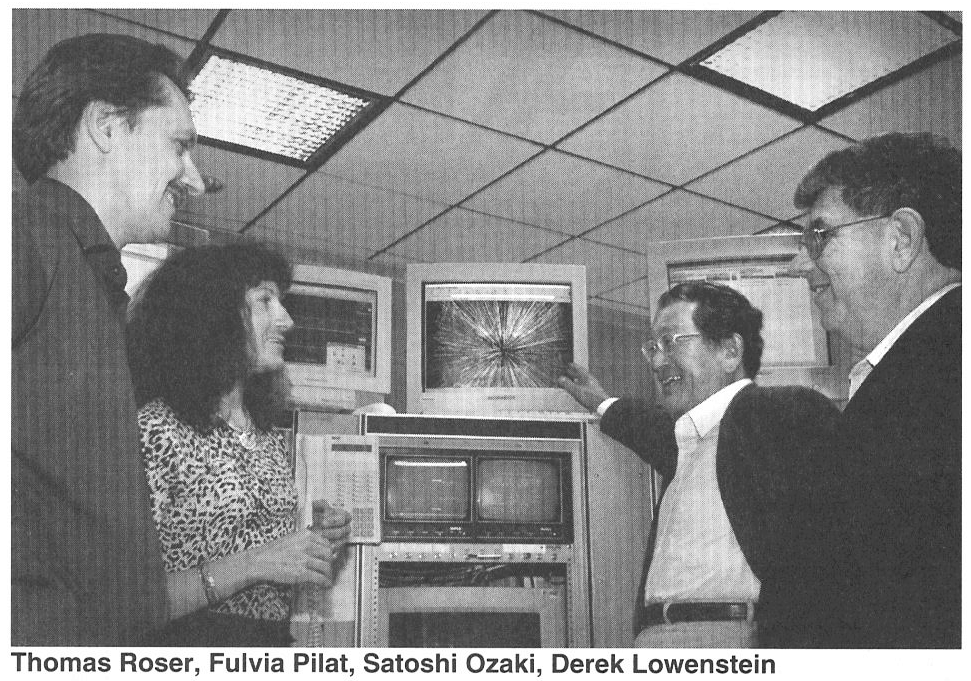 Thomas Roser, Fulvia Pilat, Satoshi Ozaki, Derek Lowenstein